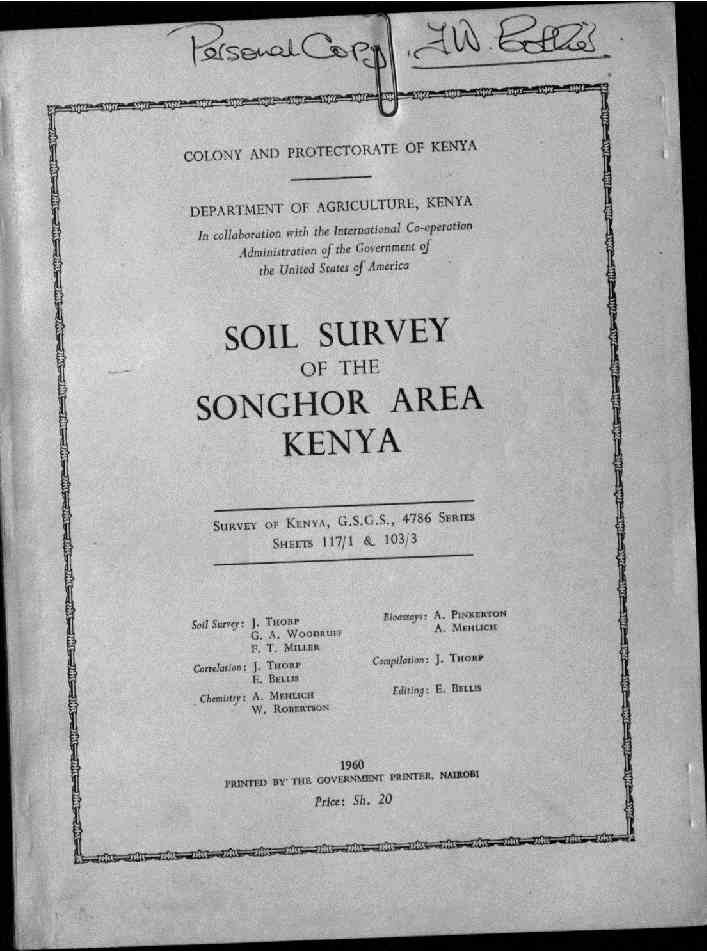 Personal Copy. F.W.
COLONY AND PROTECTORATE OF KENYA
DEPARTMENT OF AGRICULTURE, KENYA
In collaboration with the International Co-operation
Administration of the Government of
the United States of America
SOIL SURVEY
OF THE
SONGHOR AREA
KENYA
SURVEY OF KENYA, G.S.G.S., 4786 SERIES
SHEETS 117/1 & 103/3
Soil Survey: J. THORP
G. A. WOODRUFF
F. T. MILLER
Correlation: J. THORP
E. BELLIS
Chemistry: A. MEHLICH
W. ROBERTSON
Bioassays: A. PINKERTON
A. MEHLICH
Compilation: J. THORP
Editing: E. BELLIS
1960
PRINTED BY THE GOVERNMENT PRINTER, NAIROBI
Price: Sh. 20